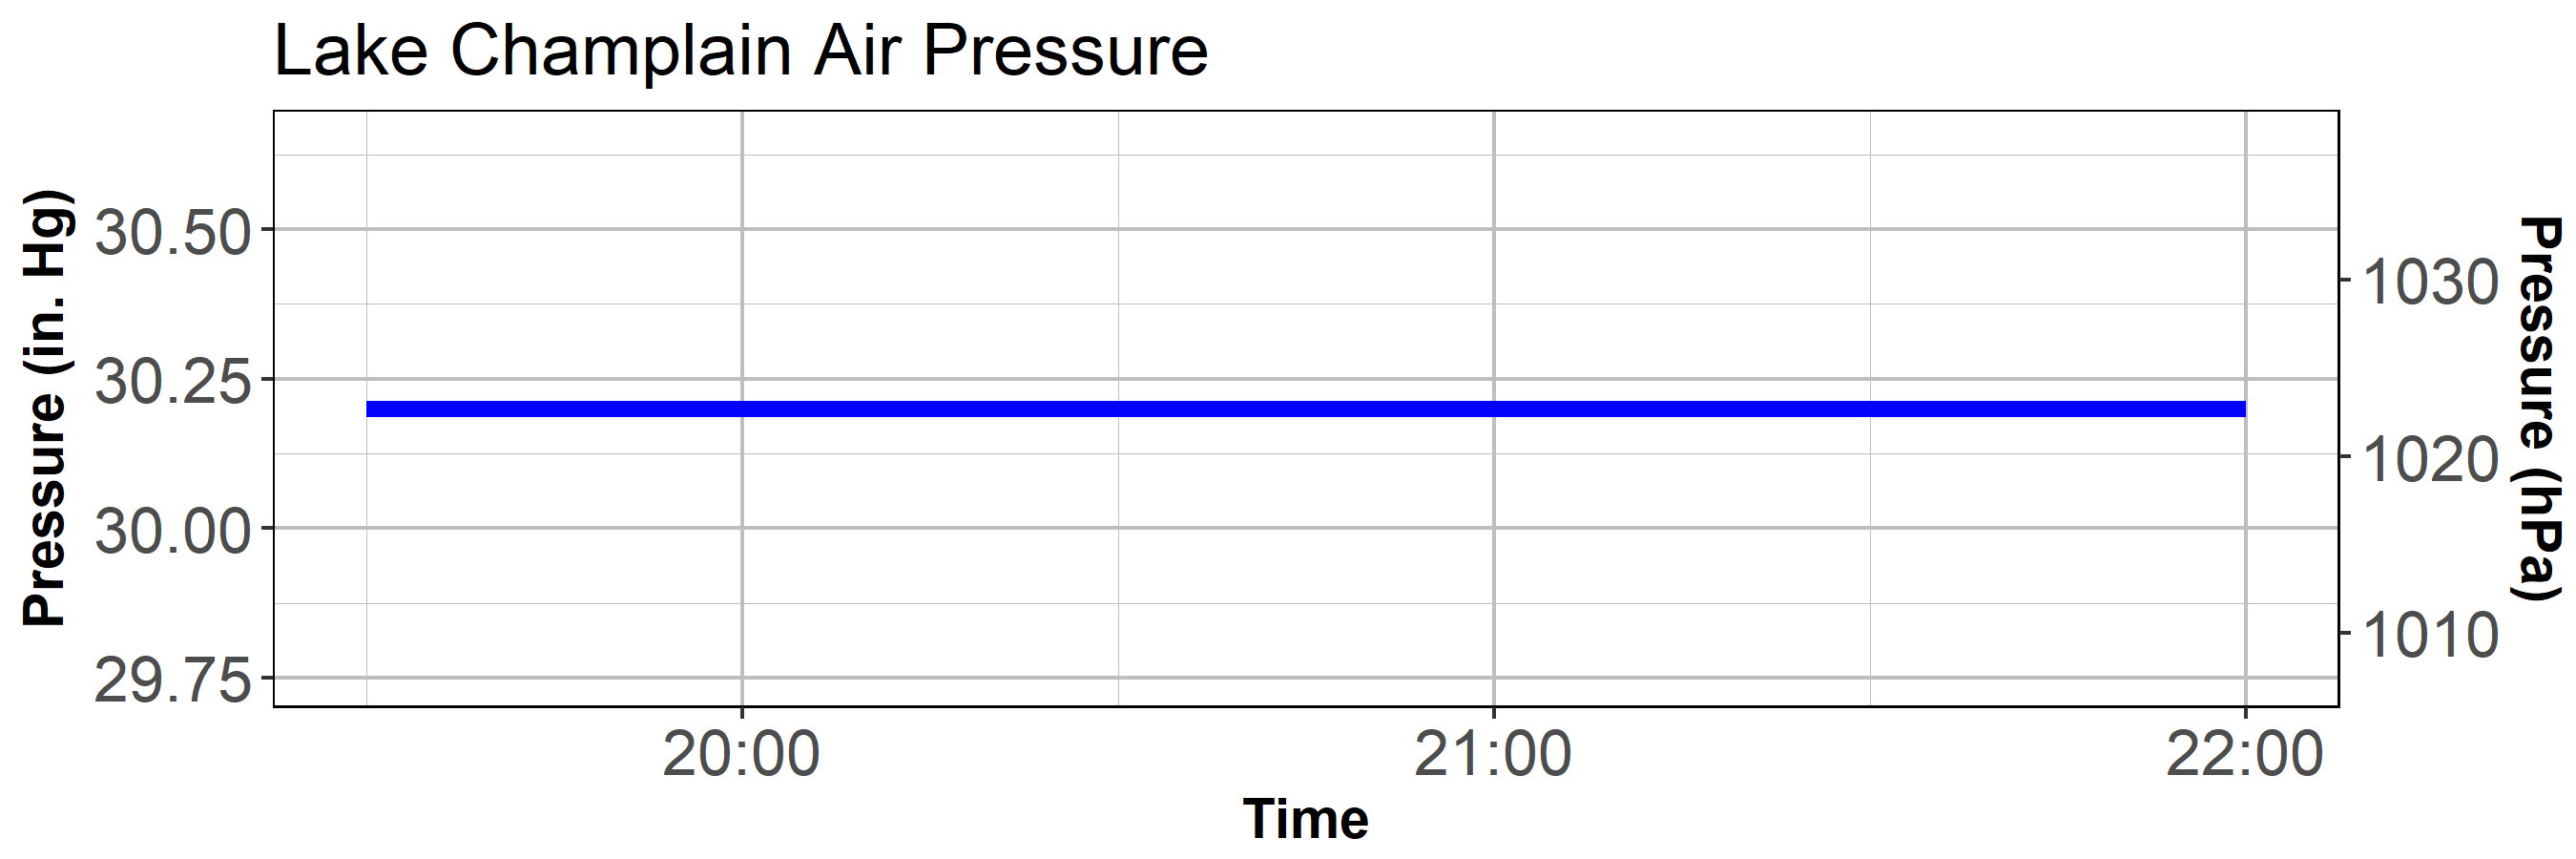 Lake Champlain Air Pressure
Pressure (in. Hg)
30.50
30.25
30.00
29.75
1030
1020
1010
Pressure (hPa)
20:00 21:00 22:00
Time